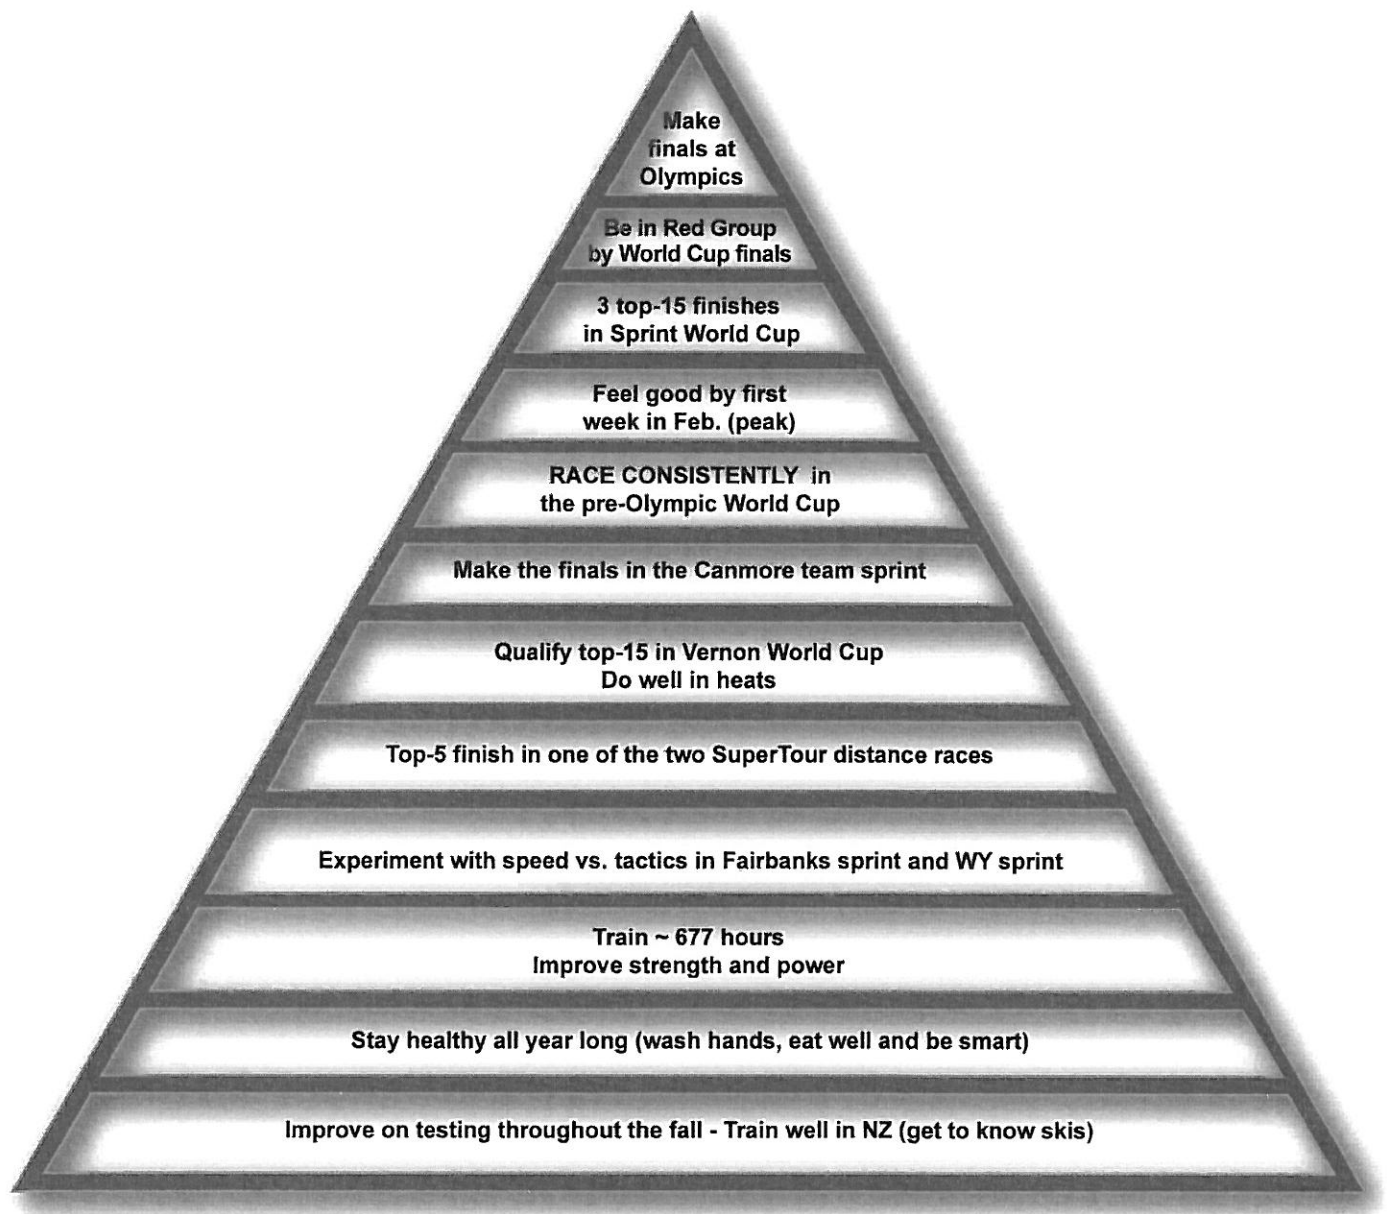 Make
finals at
Olympics
Be in Red Group
by World Cup finals
3 top-15 finishes
in Sprint World Cup
Feel good by first
week in Feb. (peak)
RACE CONSISTENTLY in
the pre-Olympic World Cup
Make the finals in the Canmore team sprint
Qualify top-15 in Vernon World Cup
Do well in heats
Top-5 finish in one of the two SuperTour distance races
Experiment with speed vs. tactics in Fairbanks sprint and WY sprint
Train ~ 677 hours
Improve strength and power
Stay healthy all year long (wash hands, eat well and be smart)
Improve on testing throughout the fall - Train well in NZ (get to know skis)